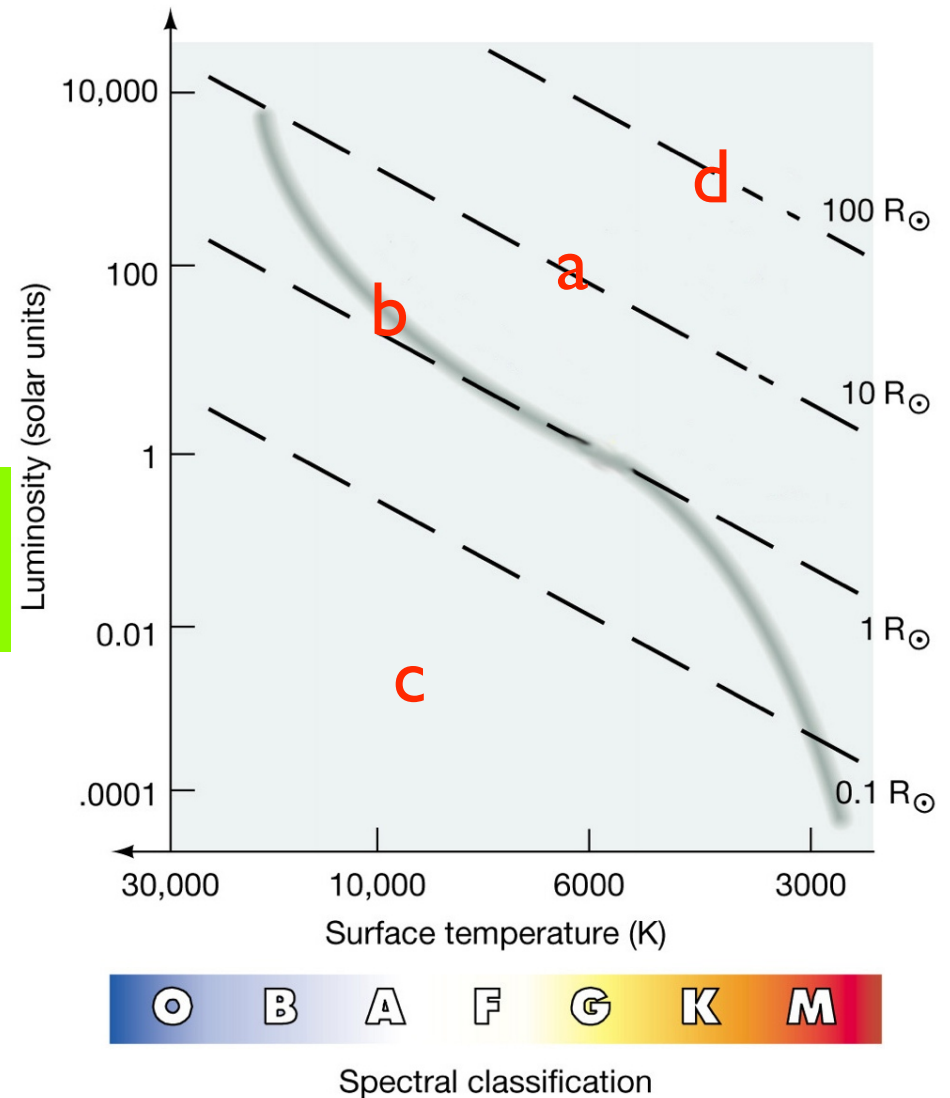 10,000
d
100 R☉
a
100
b
10 R☉
Luminosity (solar units)
1
1 R☉
0.01
c
.0001
0.1 R☉
30,000 10,000 6000 3000
Surface temperature (K)
O B A F G K M
Spectral classification